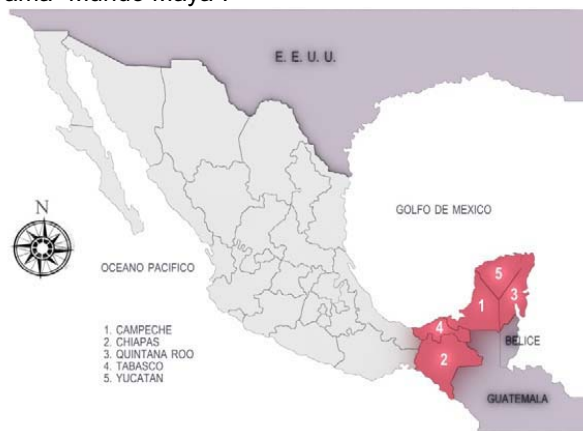 ama "Mundo Maya".
E. E. U. U.
N
GOLFO DE MEXICO
OCEANO PACIFICO
5
1
3
4
BELICE
2
1. CAMPECHE
2. CHIAPAS
3. QUINTANA ROO
4. TABASCO
5. YUCATAN
GUATEMALA